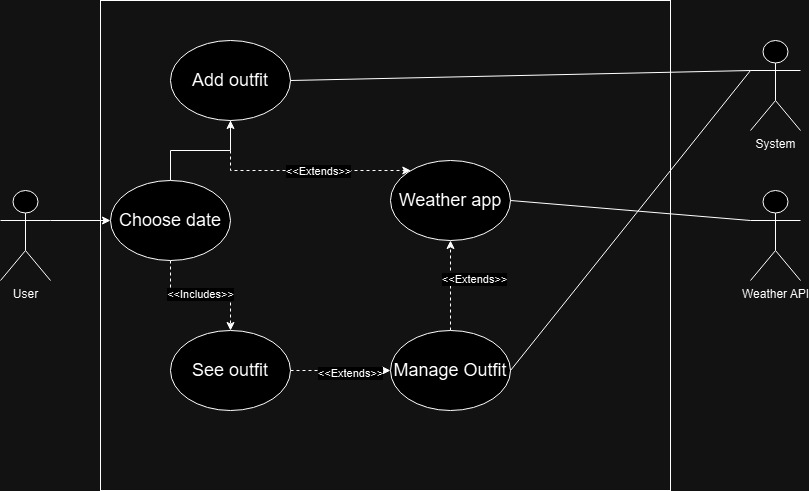 Add outfit
System
<<Extends>>
Weather app
Choose date
User
Weather API
<<Includes>>
<<Extends>>
See outfit
<<Extends>>
Manage Outfit